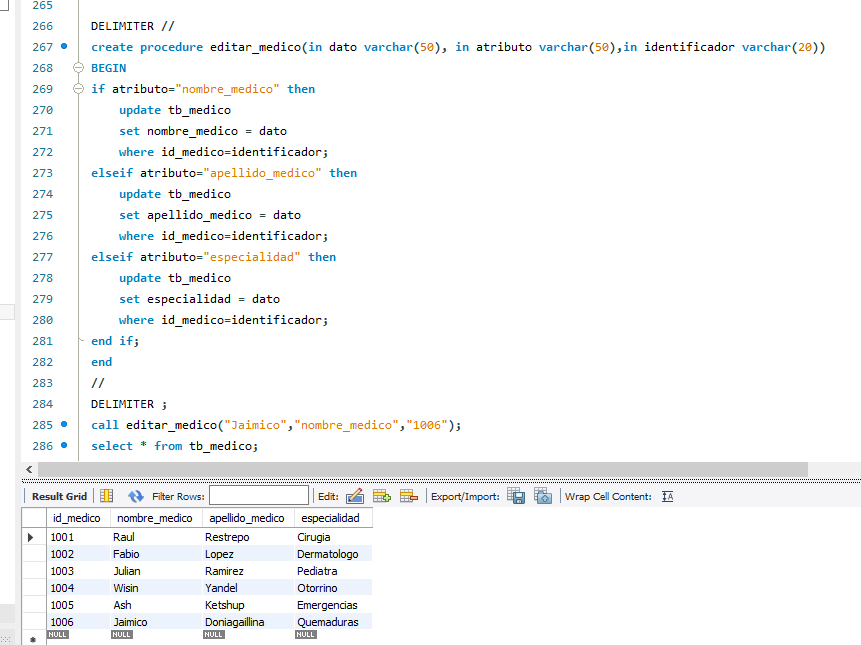 265
266 DELIMITER //
267 create procedure editar_medico(in dato varchar(50), in atributo varchar(50),in identificador varchar(20))
268 BEGIN
269 if atributo="nombre_medico" then
270 update tb_medico
271 set nombre_medico = dato
272 where id_medico=identificador;
273 elseif atributo="apellido_medico" then
274 update tb_medico
275 set apellido_medico = dato
276 where id_medico=identificador;
277 elseif atributo="especialidad" then
278 update tb_medico
279 set especialidad = dato
280 where id_medico=identificador;
281 end if;
282 end
283 //
284 DELIMITER ;
285 call editar_medico("Jaimico","nombre_medico","1006");
286 select * from tb_medico;
Result Grid Filter Rows: Edit: Export/Import: Wrap Cell Content: IA
id_medico nombre_medico apellido_medico especialidad
1001 Raul Restrepo Cirugia
1002 Fabio Lopez Dermatologo
1003 Julian Ramirez Pediatra
1004 Wisin Yandel Otorrino
1005 Ash Ketshup Emergencias
1006 Jaimico Doniagaillina Quemaduras
NULL NULL NULL NULL